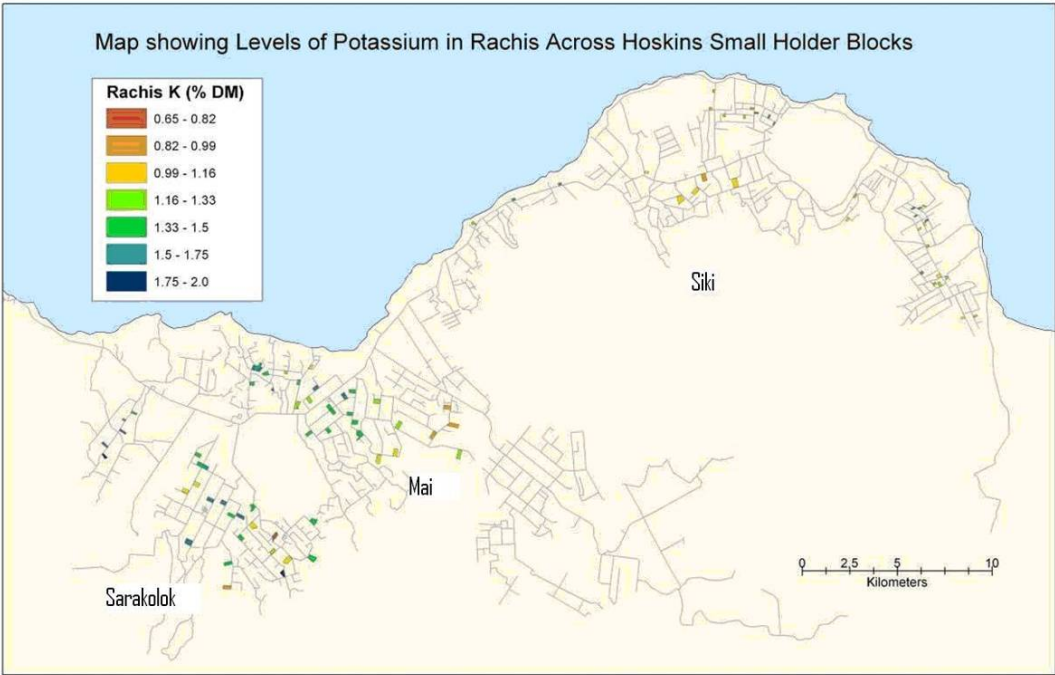 Map showing Levels of Potassium in Rachis Across Hoskins Small Holder Blocks
Rachis K (% DM)
0.65 - 0.82
0.82 - 0.99
0.99 - 1.16
1.16 - 1.33
1.33 - 1.5
1.5 - 1.75
1.75 - 2.0
Siki
Mai
Sarakolok
0 2.5 5 10
Kilometers